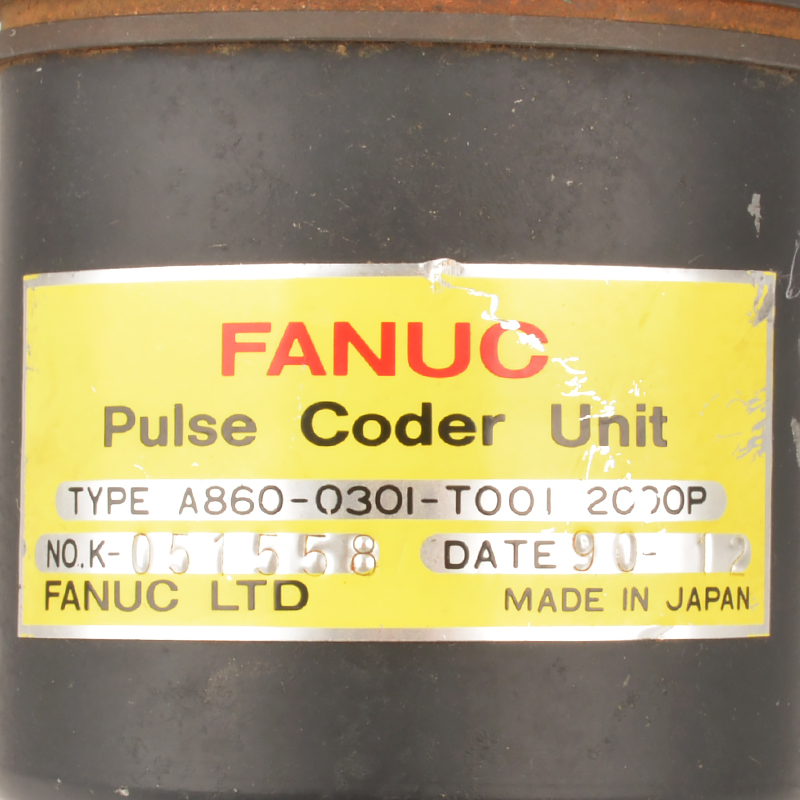 FANUC
Pulse Coder Unit
TYPE A860-0301-T001 2000P
NO.K-051558 DATE 90-12
FANUC LTD MADE IN JAPAN